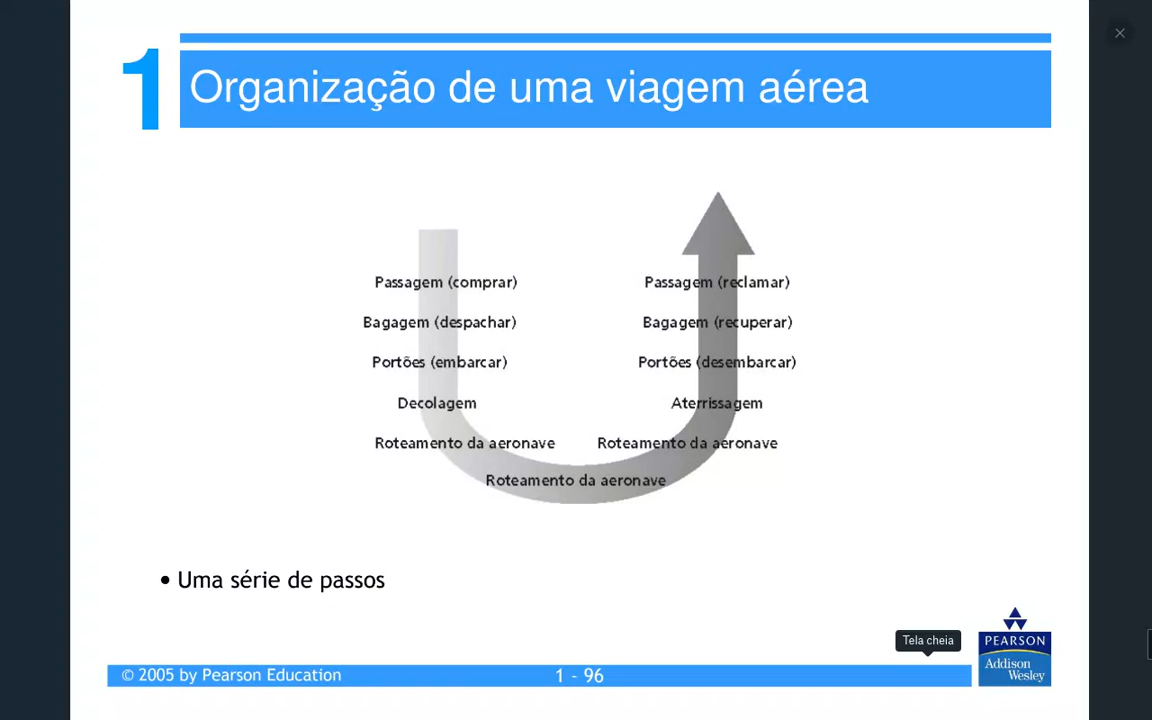 1
Organização de uma viagem aérea
Passagem (comprar)
Passagem (reclamar)
Bagagem (despachar)
Bagagem (recuperar)
Portões (embarcar)
Portões (desembarcar)
Decolagem
Aterrissagem
Roteamento da aeronave
Roteamento da aeronave
Roteamento da aeronave
• Uma série de passos
Tela cheia
PEARSON
Addison
Wesley
© 2005 by Pearson Education
1 - 96